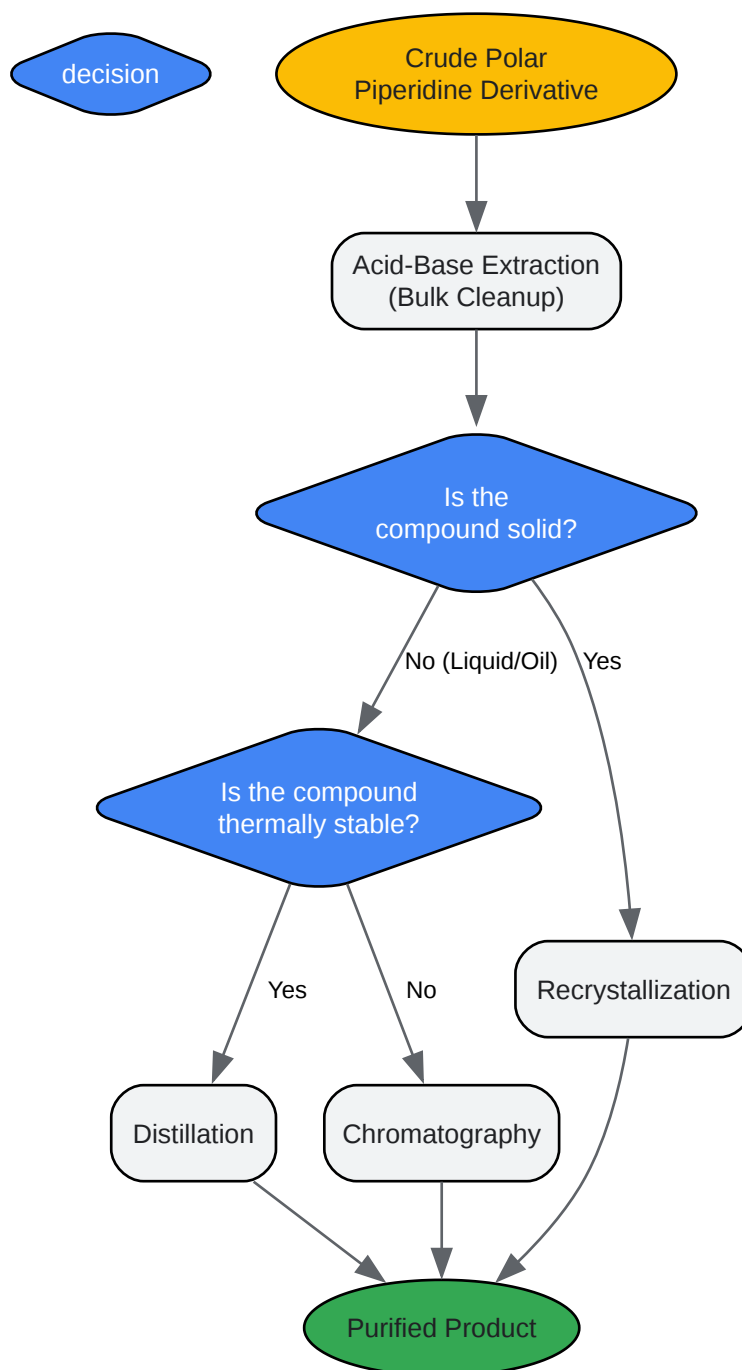 decision
Crude Polar
Piperidine Derivative
Acid-Base Extraction
(Bulk Cleanup)
Is the
compound solid?
No (Liquid/Oil)
Yes
Is the compound
thermally stable?
Yes
No
Recrystallization
Distillation
Chromatography
Purified Product